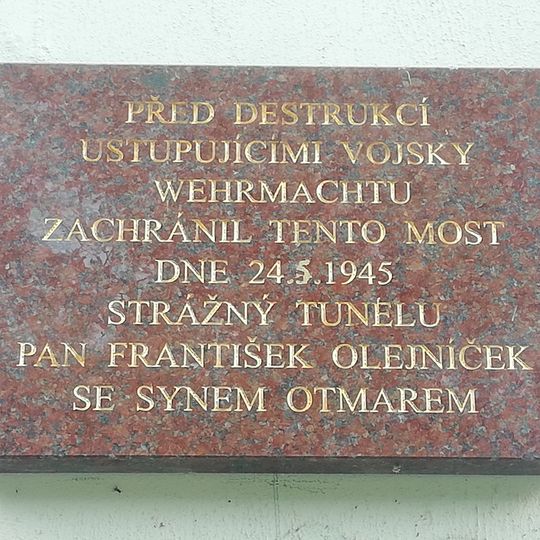 PŘED DESTRUKCÍ
USTUPUJÍCÍMI VOJSKY
WEHRMACHTU
ZACHRÁNIL TENTO MOST
DNE 24.5.1945
STRÁŽNÝ TUNELU
PAN FRANTIŠEK OLEJNÍČEK
SE SYNEM OTMAREM